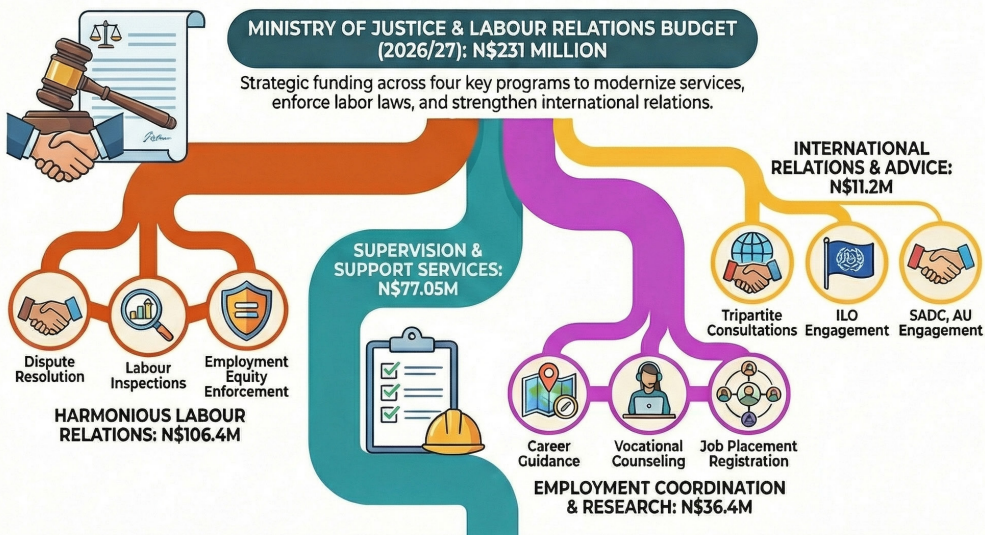 MINISTRY OF JUSTICE & LABOUR RELATIONS BUDGET
(2026/27): N$231 MILLION
Strategic funding across four key programs to modernize services,
enforce labor laws, and strengthen international relations.
INTERNATIONAL
RELATIONS & ADVICE:
N$11.2M
Tripartite
Consultations
ILO
Engagement
SADC, AU
Engagement
SUPERVISION &
SUPPORT SERVICES:
N$77.05M
Dispute
Resolution
Labour
Inspections
Employment
Equity
Enforcement
HARMONIOUS LABOUR
RELATIONS: N$106.4M
Career
Guidance
Vocational
Counseling
Job Placement
Registration
EMPLOYMENT COORDINATION
& RESEARCH: N$36.4M